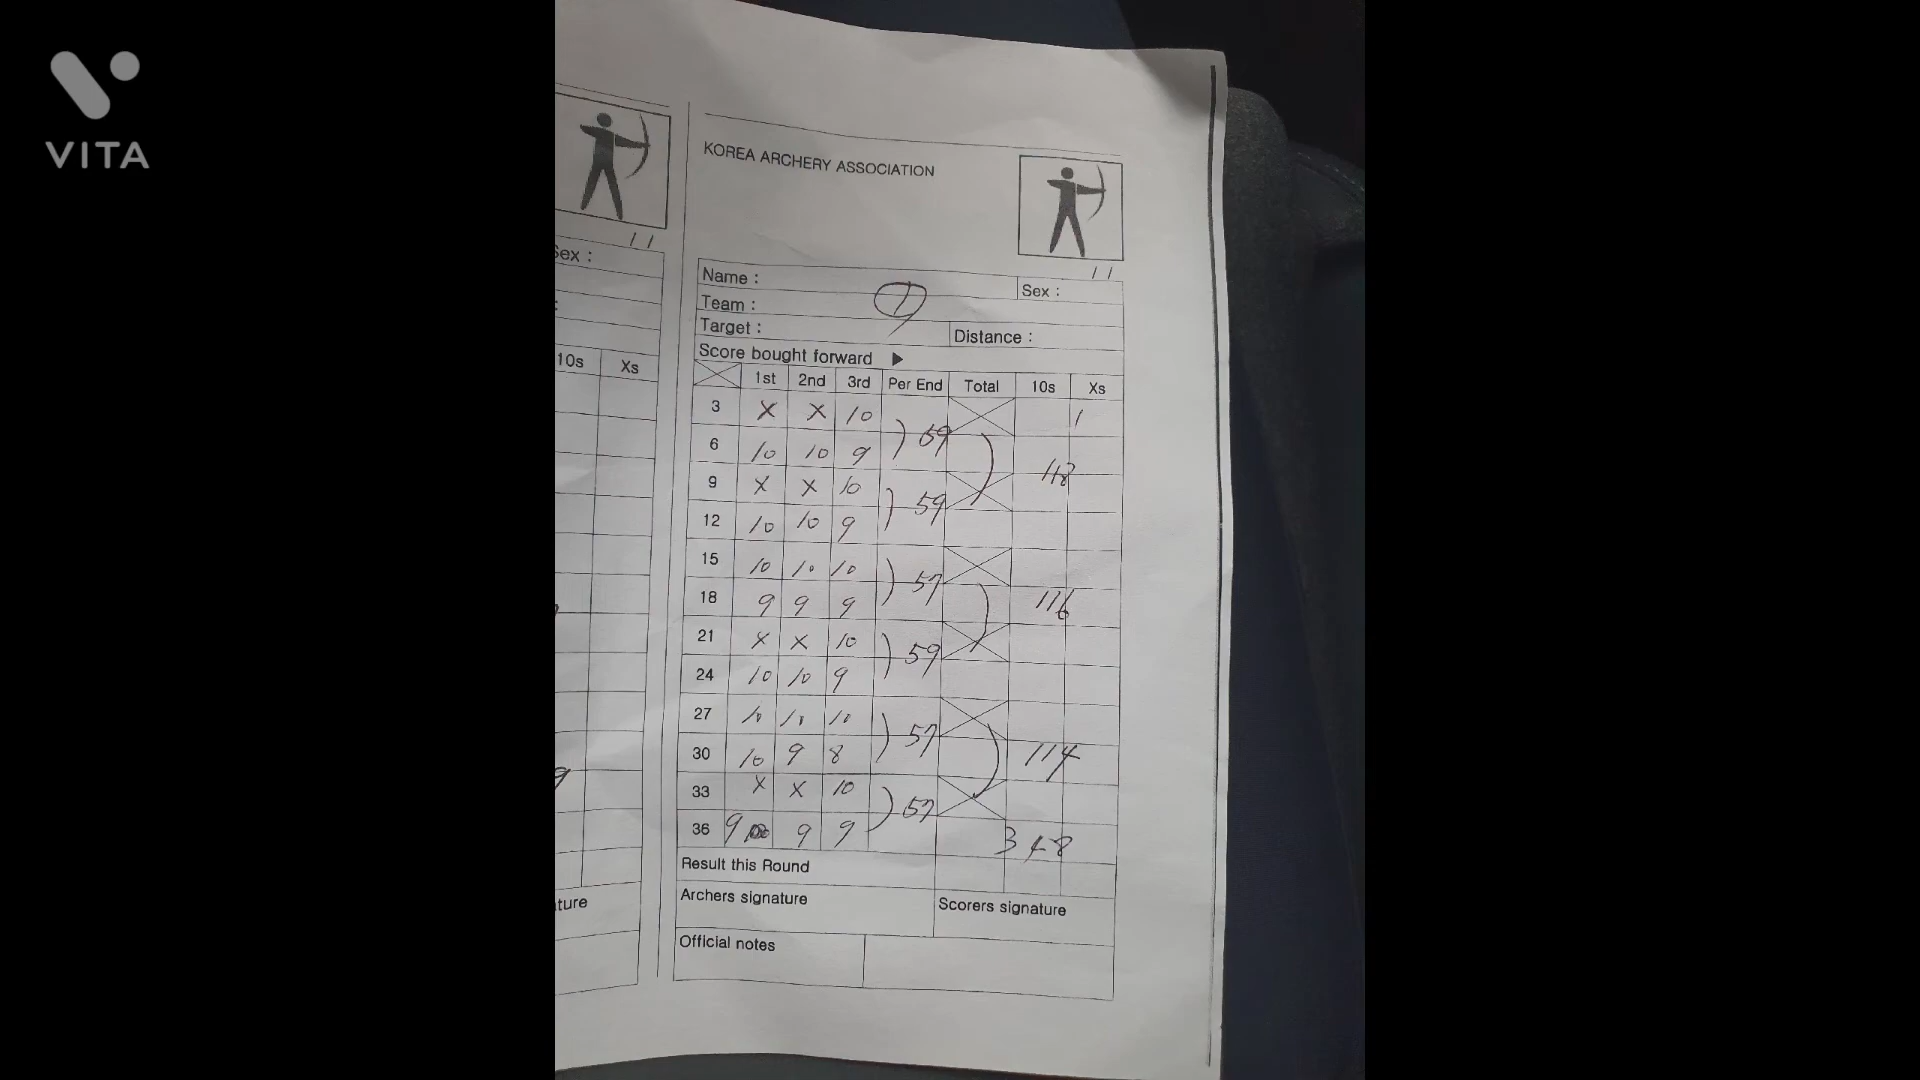 VITA
KOREA ARCHERY ASSOCIATION
/ /
/ /
Sex :
Name :
Sex :
Team :
Target :
Distance :
Score bought forward ▶
10s Xs
1st 2nd 3rd Per End Total 10s Xs
3 X X 10
59
6 10 10 9
118
9 X X 10
59
12 10 10 9
15 10 10 10
57
18 9 9 9
116
21 X X 10
59
24 10 10 9
27 10 10 10
57
30 10 9 8
114
33 X X 10
57
36 9 9 9
348
Result this Round
Archers signature
Scorers signature
ture
Official notes